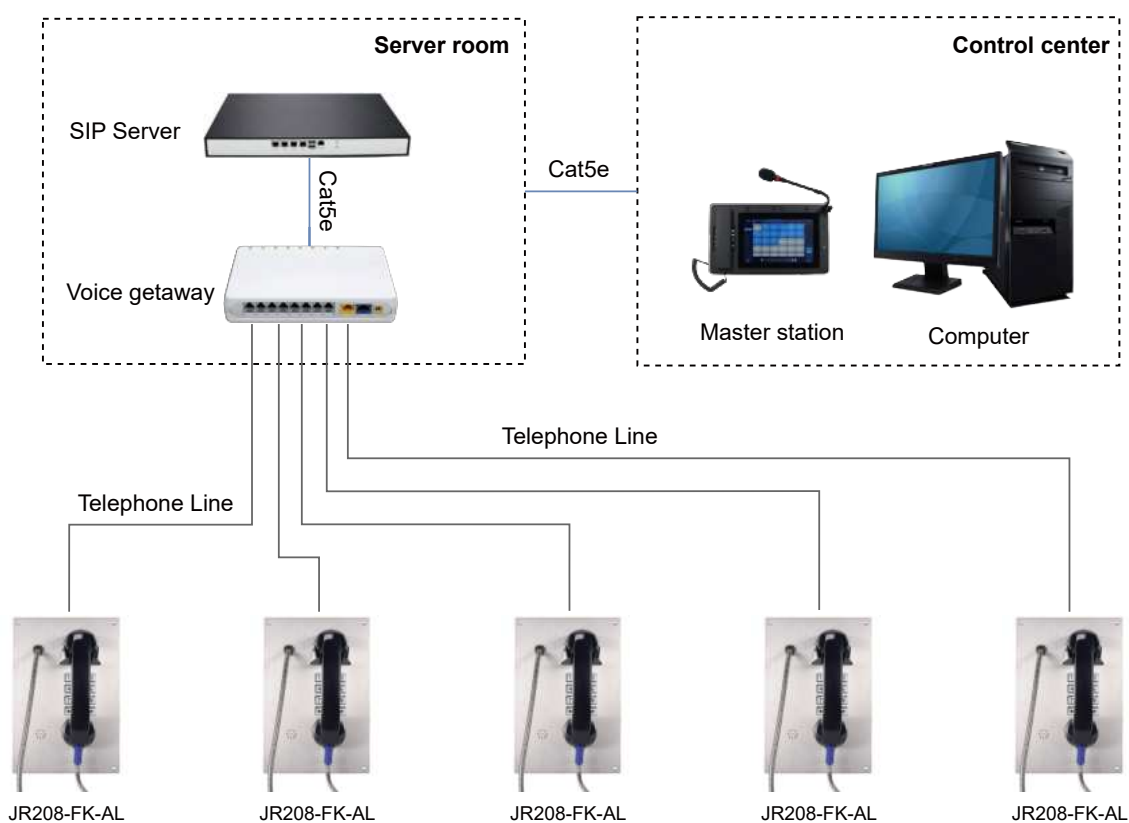 Server room
Control center
SIP Server
Cat5e
Cat5e
Voice getaway
Master station
Computer
Telephone Line
Telephone Line
JR208-FK-AL
JR208-FK-AL
JR208-FK-AL
JR208-FK-AL
JR208-FK-AL